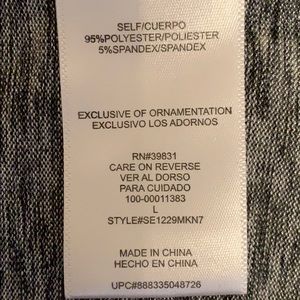 SELF/CUERPO
95%POLYESTER/POLIESTER
5%SPANDEX/SPANDEX
EXCLUSIVE OF ORNAMENTATION
EXCLUSIVO LOS ADORNOS
RN#39831
CARE ON REVERSE
VER AL DORSO
PARA CUIDADO
100-00011383
L
STYLE#SE1229MKN7
MADE IN CHINA
HECHO EN CHINA
UPC#888335048726